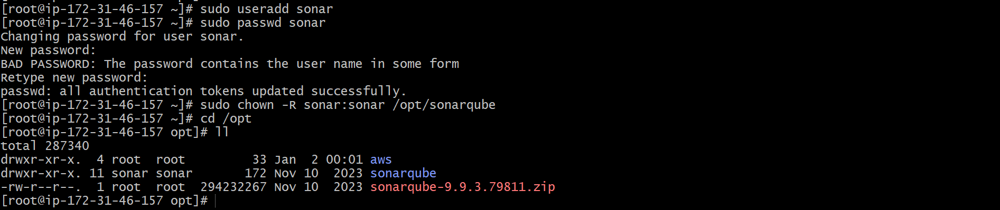 [root@ip-172-31-46-157 ~]# sudo useradd sonar
[root@ip-172-31-46-157 ~]# sudo passwd sonar
Changing password for user sonar.
New password:
BAD PASSWORD: The password contains the user name in some form
Retype new password:
passwd: all authentication tokens updated successfully.
[root@ip-172-31-46-157 ~]# sudo chown -R sonar:sonar /opt/sonarqube
[root@ip-172-31-46-157 ~]# cd /opt
[root@ip-172-31-46-157 opt]# ll
total 287340
drwxr-xr-x.  4 root  root         33 Jan  2 00:01 aws
drwxr-xr-x. 11 sonar sonar       172 Nov 10  2023 sonarqube
-rw-r--r--.  1 root  root  294232267 Nov 10  2023 sonarqube-9.9.3.79811.zip
[root@ip-172-31-46-157 opt]#